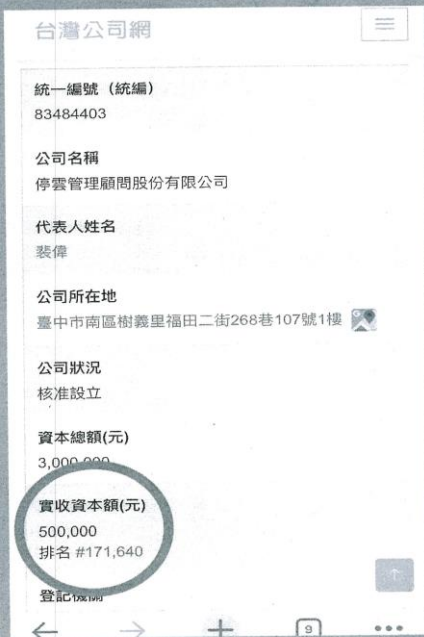 台灣公司網
統一編號（統編）
83484403
公司名稱
停雲管理顧問股份有限公司
代表人姓名
裴偉
公司所在地
臺中市南區樹義里福田二街268巷107號1樓
公司狀況
核准設立
資本總額(元)
3,000,000
實收資本額(元)
500,000
排名 #171,640
登記機關
9